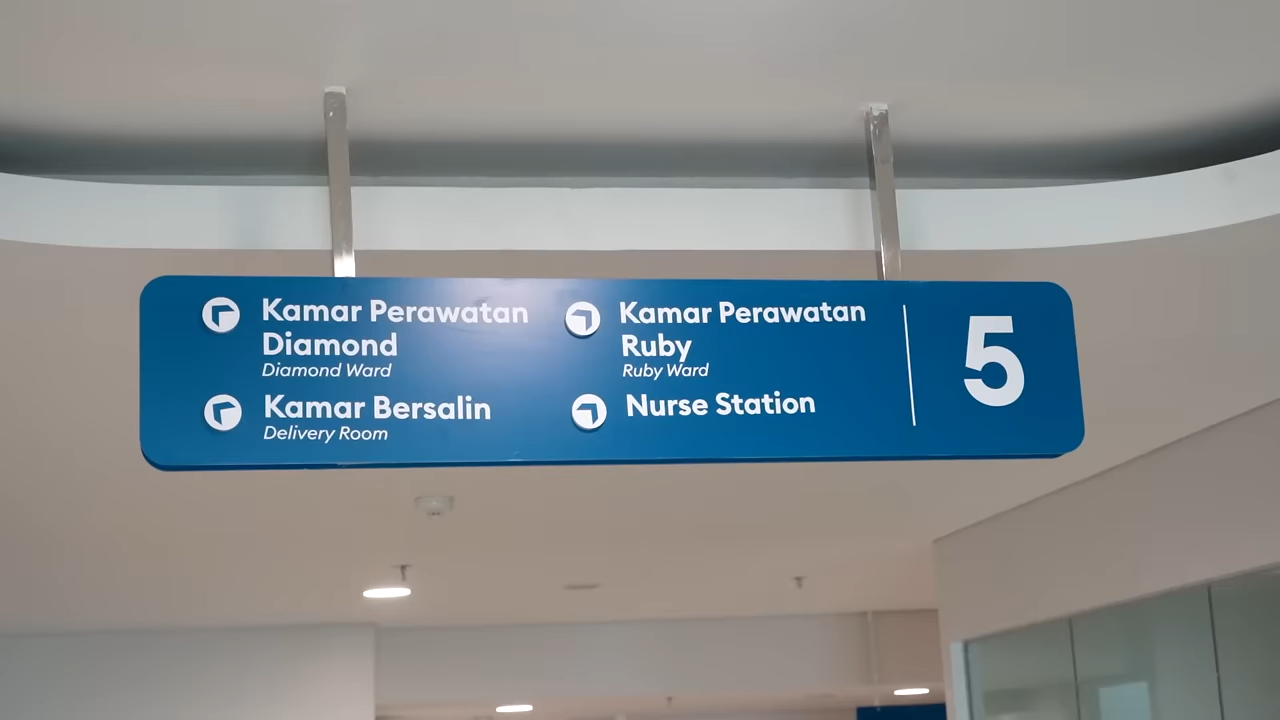 Kamar Perawatan
Diamond
Diamond Ward
Kamar Bersalin
Delivery Room
Kamar Perawatan
Ruby
Ruby Ward
Nurse Station
5